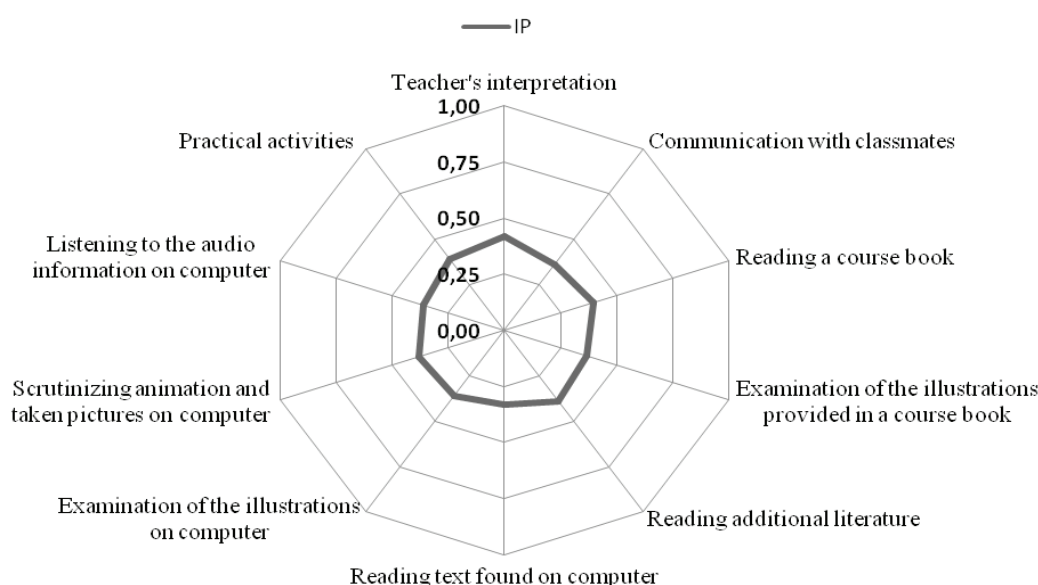 IP
Teacher's interpretation
1,00
Practical activities
Communication with classmates
0,75
0,50
Listening to the audio
information on computer
Reading a course book
0,25
0,00
Scrutinizing animation and
taken pictures on computer
Examination of the illustrations
provided in a course book
Examination of the illustrations
on computer
Reading additional literature
Reading text found on computer